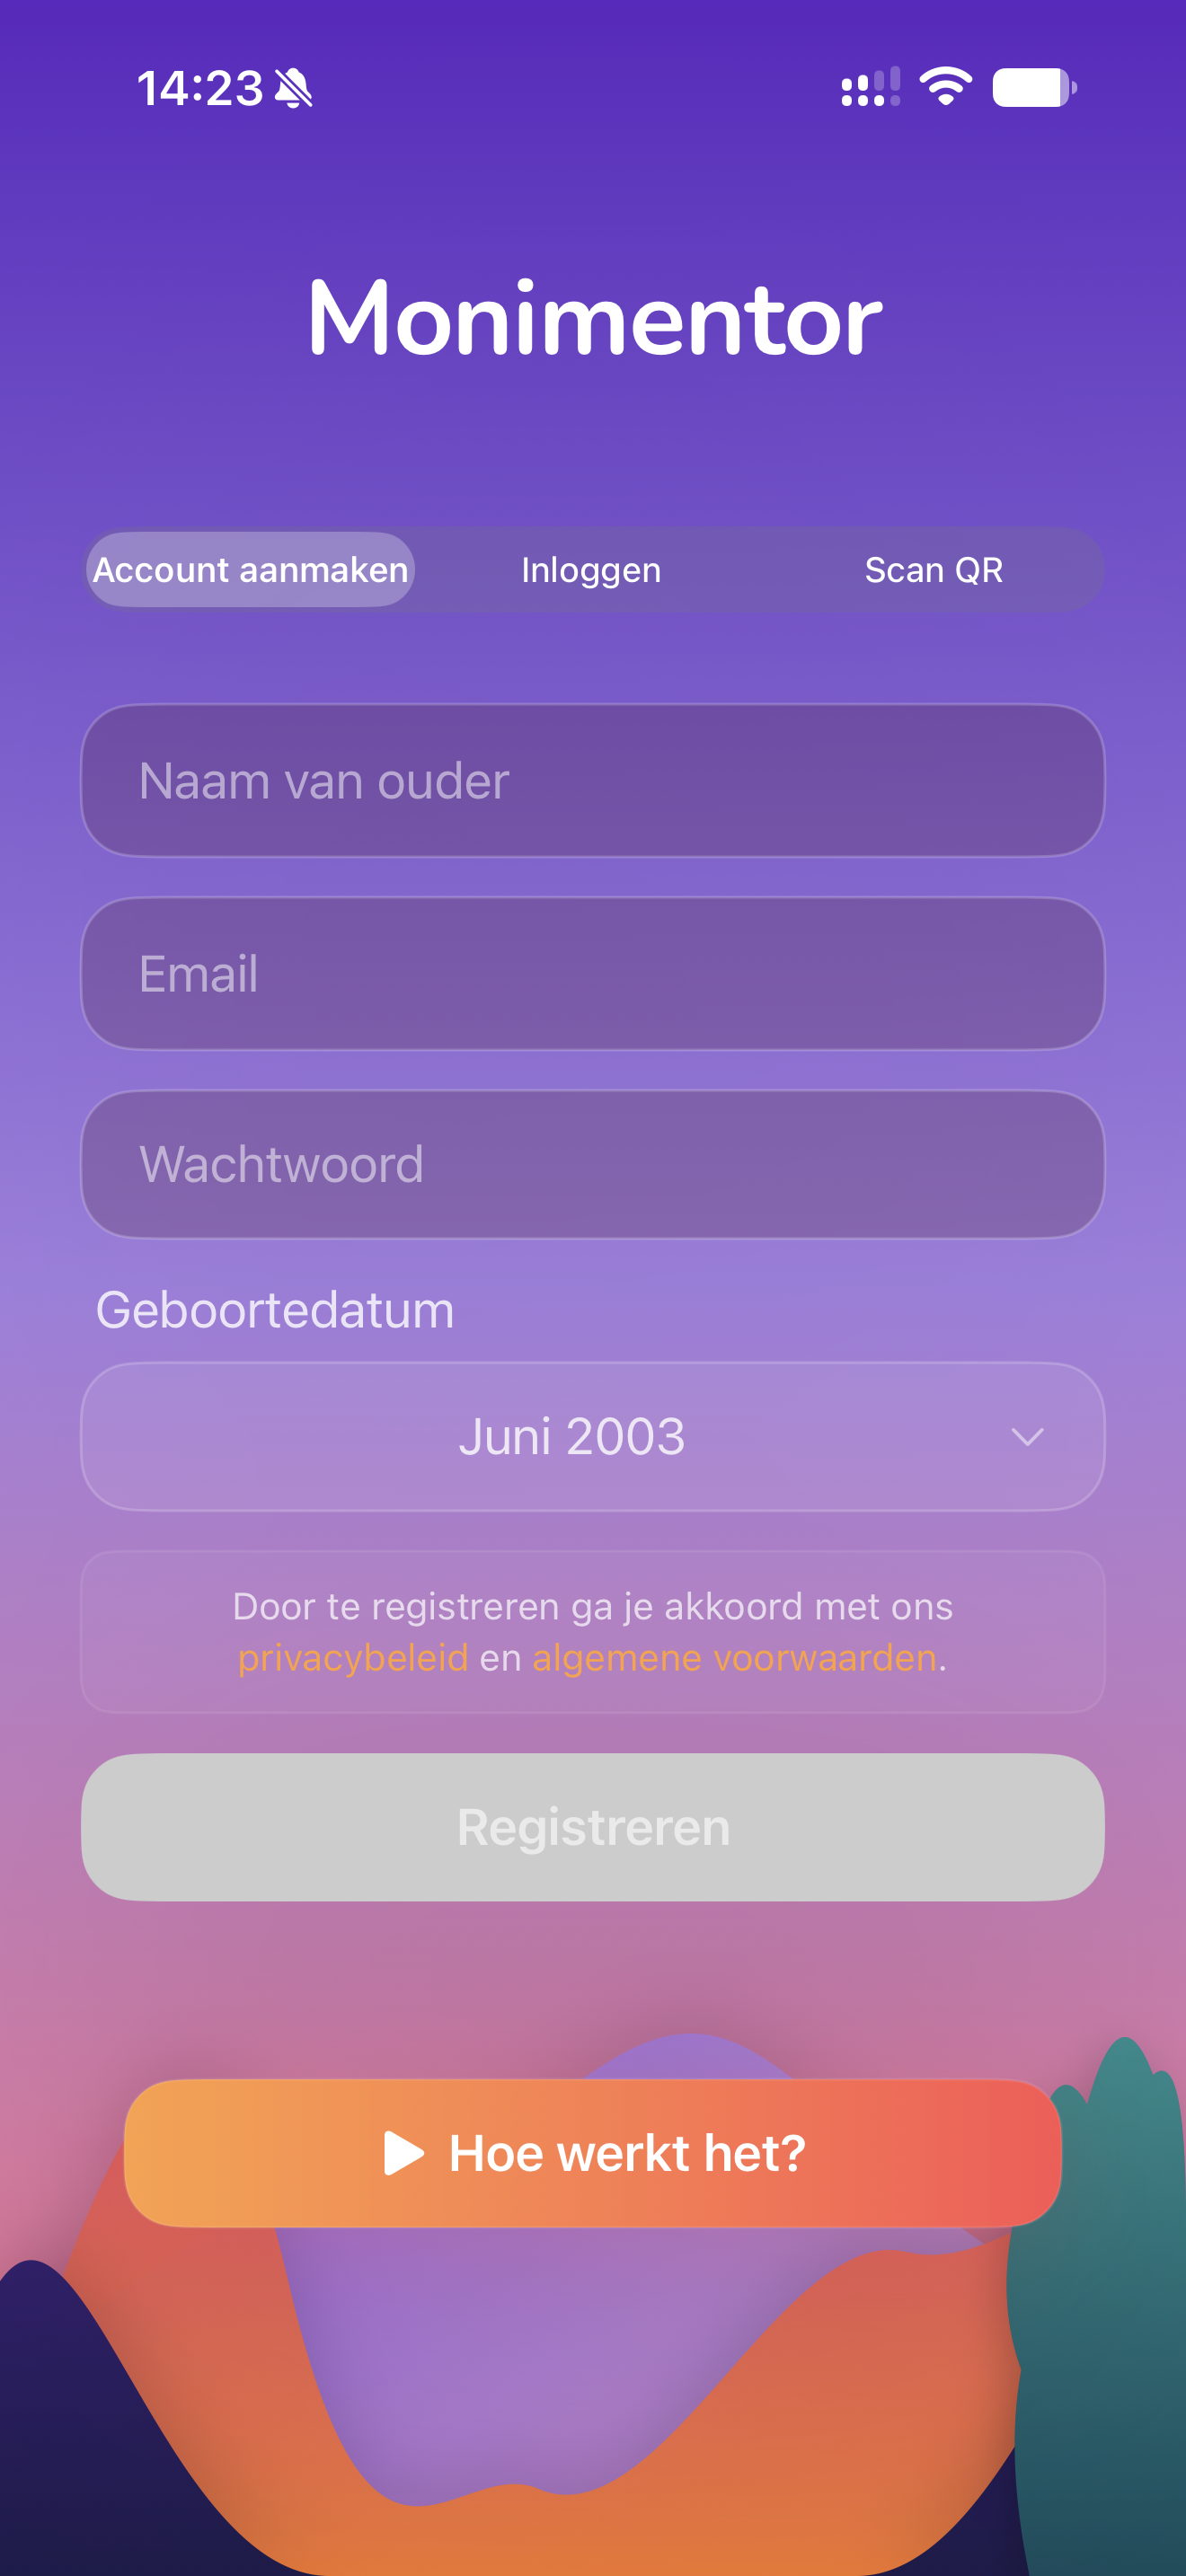 14:23
Monimentor
Account aanmaken
Inloggen
Scan QR
Naam van ouder
Email
Wachtwoord
Geboortedatum
Juni 2003
Door te registreren ga je akkoord met ons
privacybeleid en algemene voorwaarden.
Registreren
Hoe werkt het?